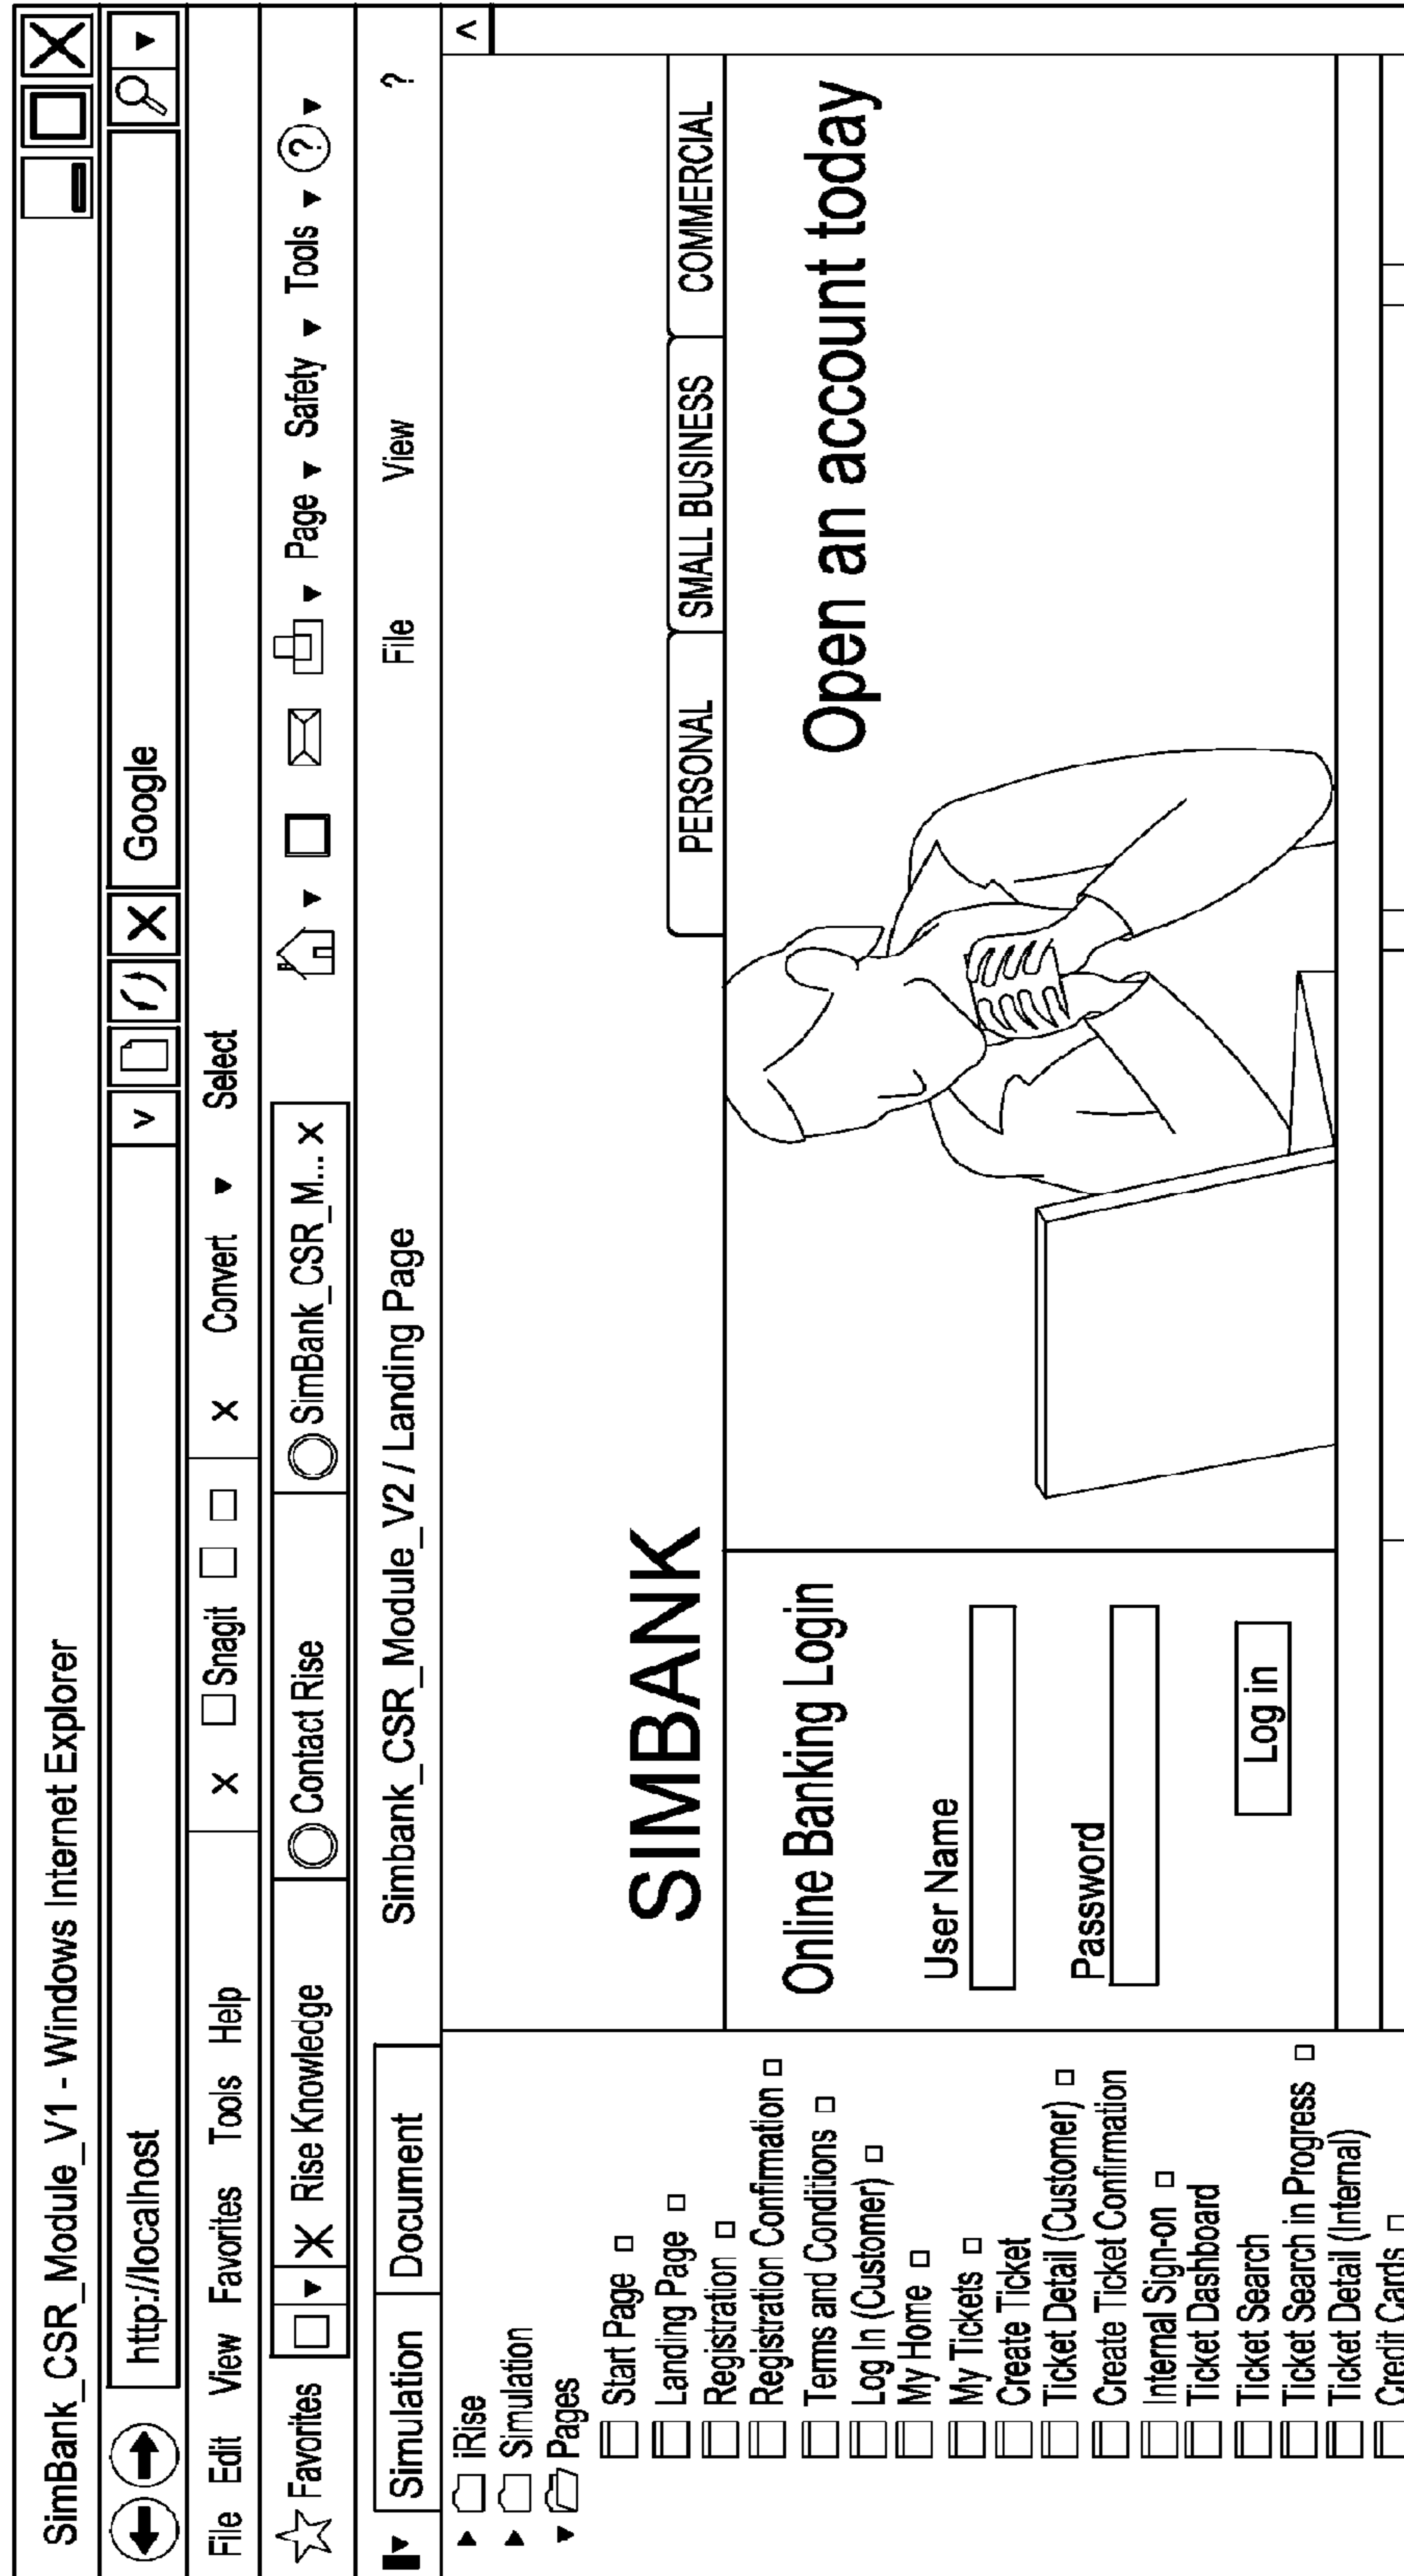 SimBank_CSR_Module_V1 - Windows Internet Explorer
http://localhost
Google
File Edit View Favorites Tools Help
x Snagit
x Convert Select
Favorites
Rise Knowledge
Contact Rise
SimBank_CSR_M... x
Page Safety Tools ?
Simulation
Document
Simbank_CSR_Module_V2 / Landing Page
File View ?
iRise
Simulation
Pages
Start Page
Landing Page
Registration
Registration Confirmation
Terms and Conditions
Log In (Customer)
My Home
My Tickets
Create Ticket
Ticket Detail (Customer)
Create Ticket Confirmation
Internal Sign-on
Ticket Dashboard
Ticket Search
Ticket Search in Progress
Ticket Detail (Internal)
Credit Cards
SIMBANK
PERSONAL SMALL BUSINESS COMMERCIAL
Online Banking Login
User Name
Password
Log in
Open an account today